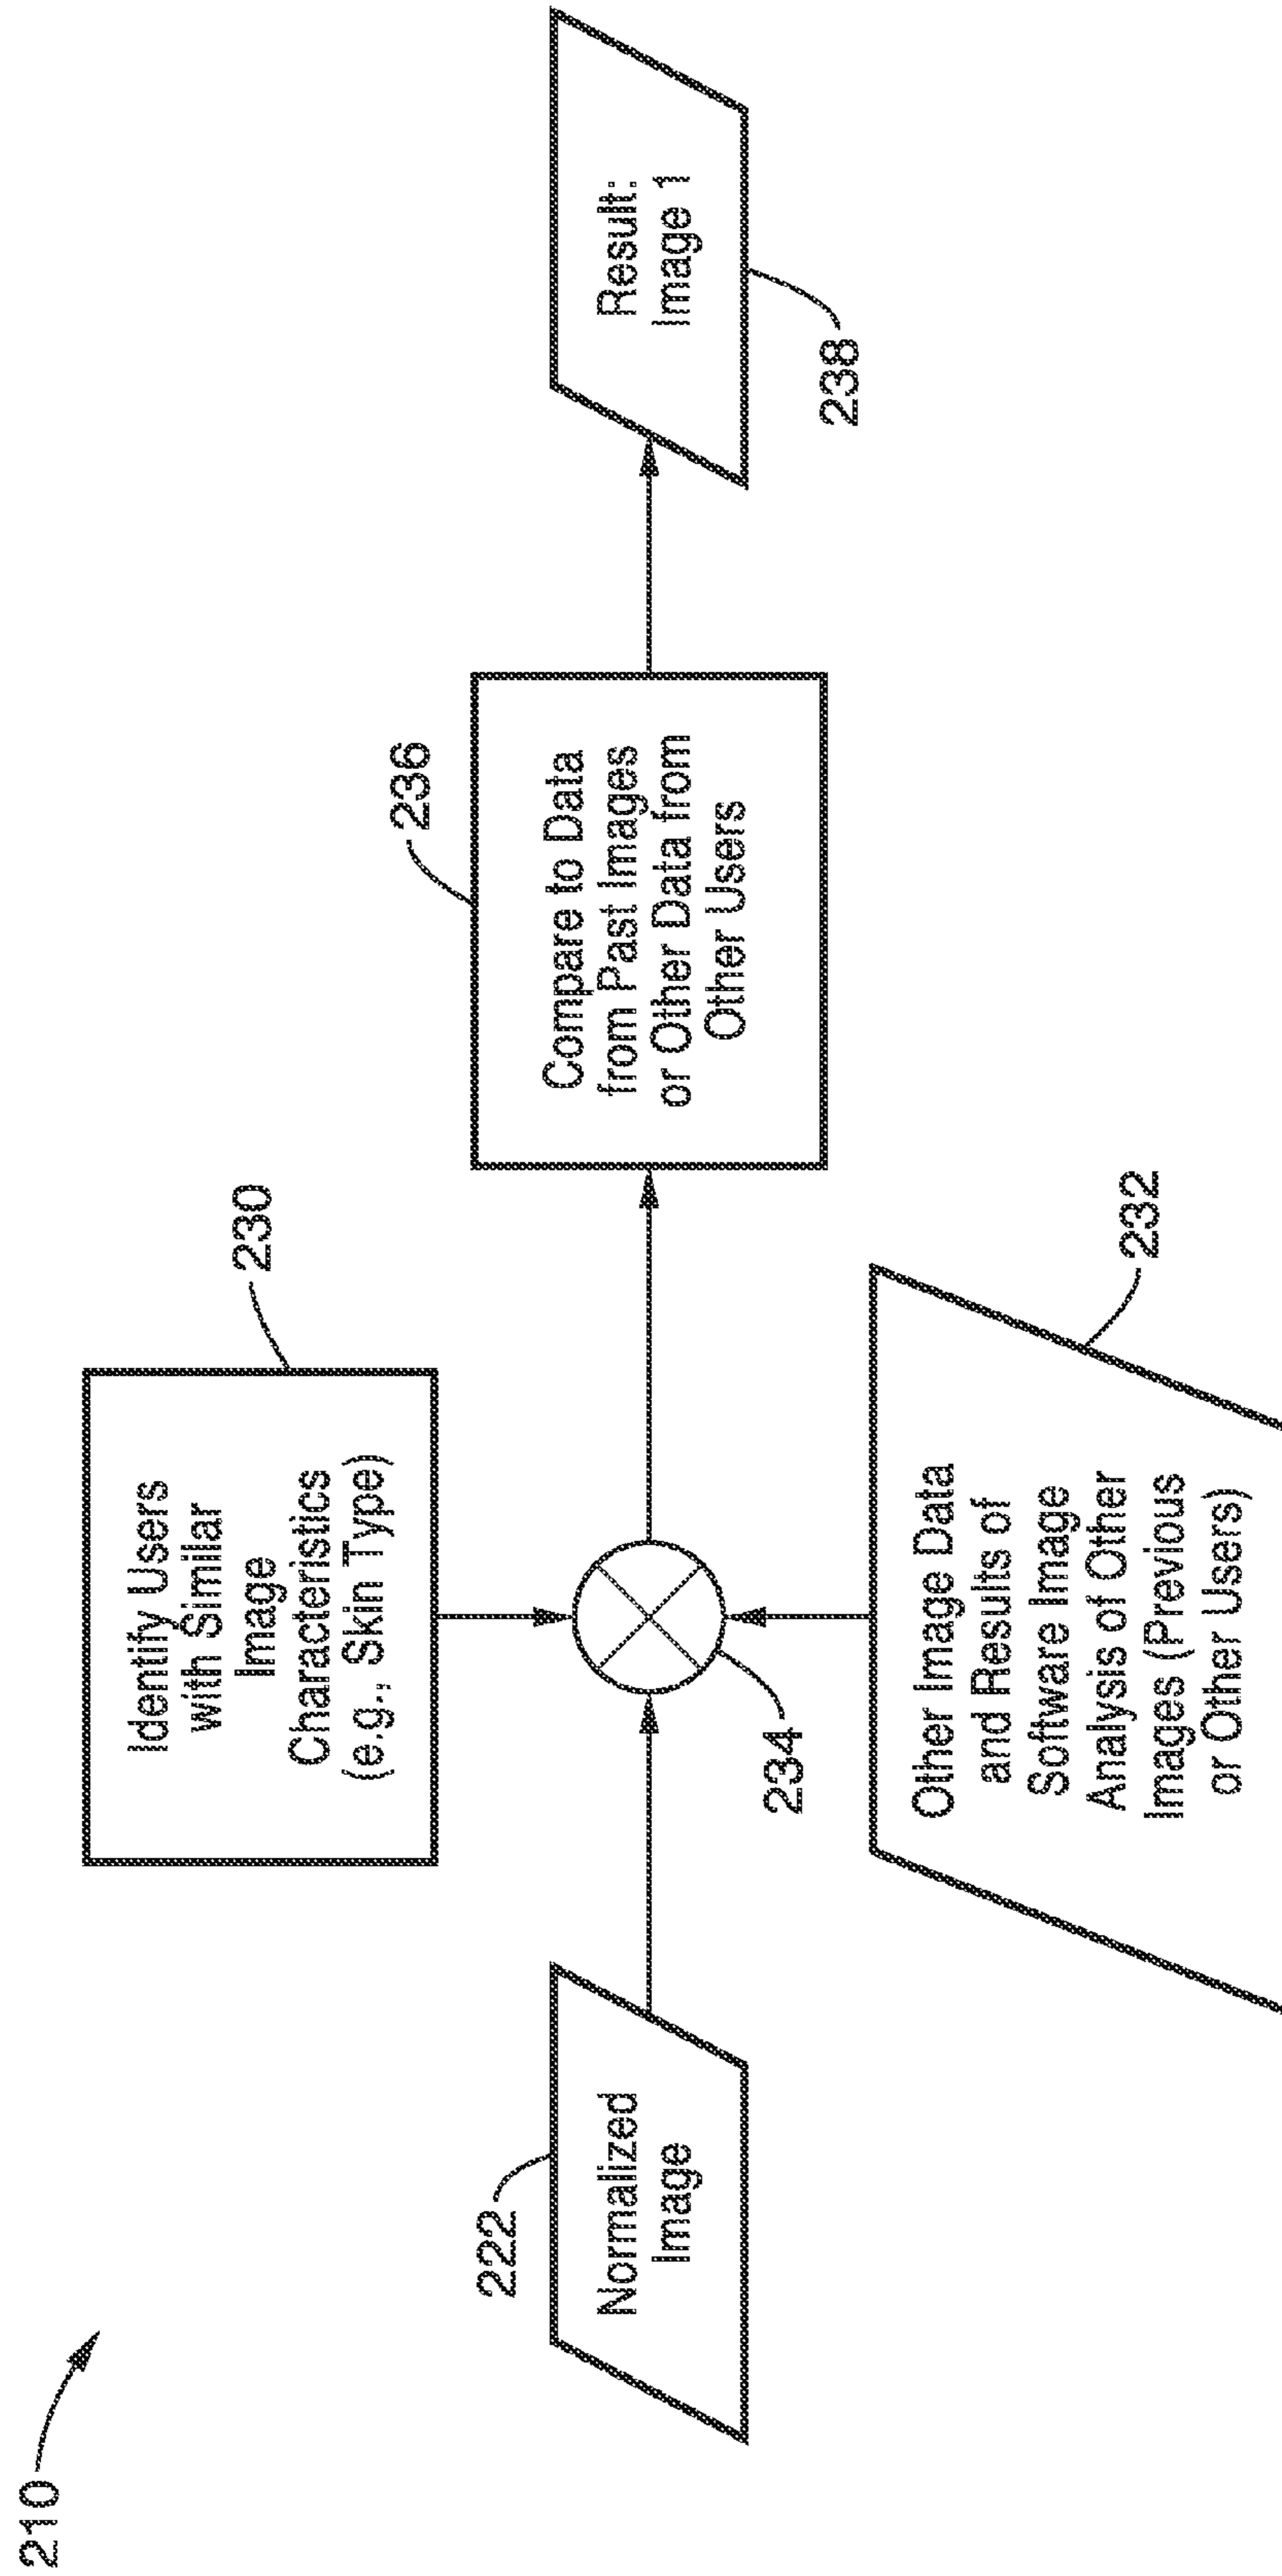 210
230
Identify Users
with Similar
Image
Characteristics
(e.g., Skin Type)
222
Normalized
Image
234
236
Compare to Data
from Past Images
or Other Data from
Other Users
Result:
Image 1
238
Other Image Data
and Results of
Software Image
Analysis of Other
Images (Previous
or Other Users)
232